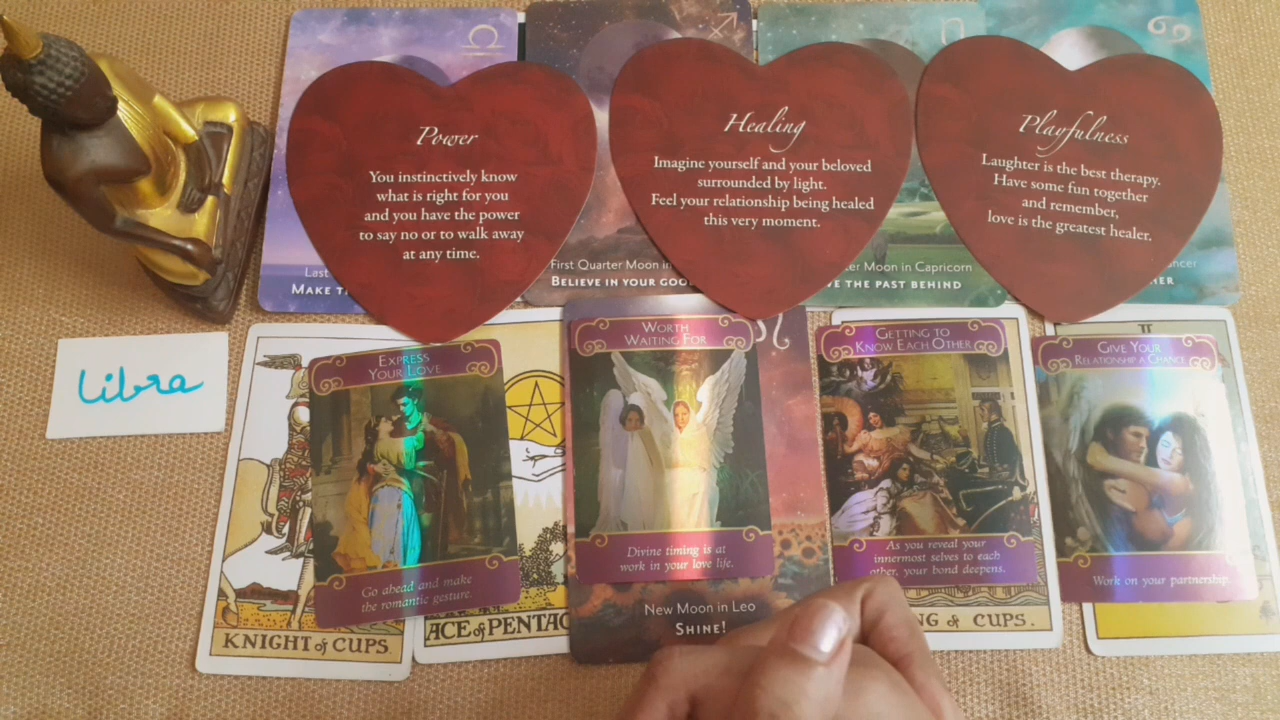 Power
You instinctively know
what is right for you
and you have the power
to say no or to walk away
at any time.
Healing
Imagine yourself and your beloved
surrounded by light.
Feel your relationship being healed
this very moment.
Playfulness
Laughter is the best therapy.
Have some fun together
and remember,
love is the greatest healer.
Last
MAKE
First Quarter Moon in
BELIEVE IN YOUR
Moon in Capricorn
THE PAST BEHIND
Libra
EXPRESS
YOUR LOVE
Go ahead and make
the romantic gesture.
KNIGHT of CUPS.
ACE of
WORTH
WAITING FOR
Divine timing is at
work in your love life.
New Moon in Leo
SHINE!
GETTING TO
KNOW EACH OTHER
As you reveal your
innermost selves to each
other, your bond deepens.
of CUPS.
II
GIVE YOUR
RELATIONSHIP A CHANCE
Work on your partnership.